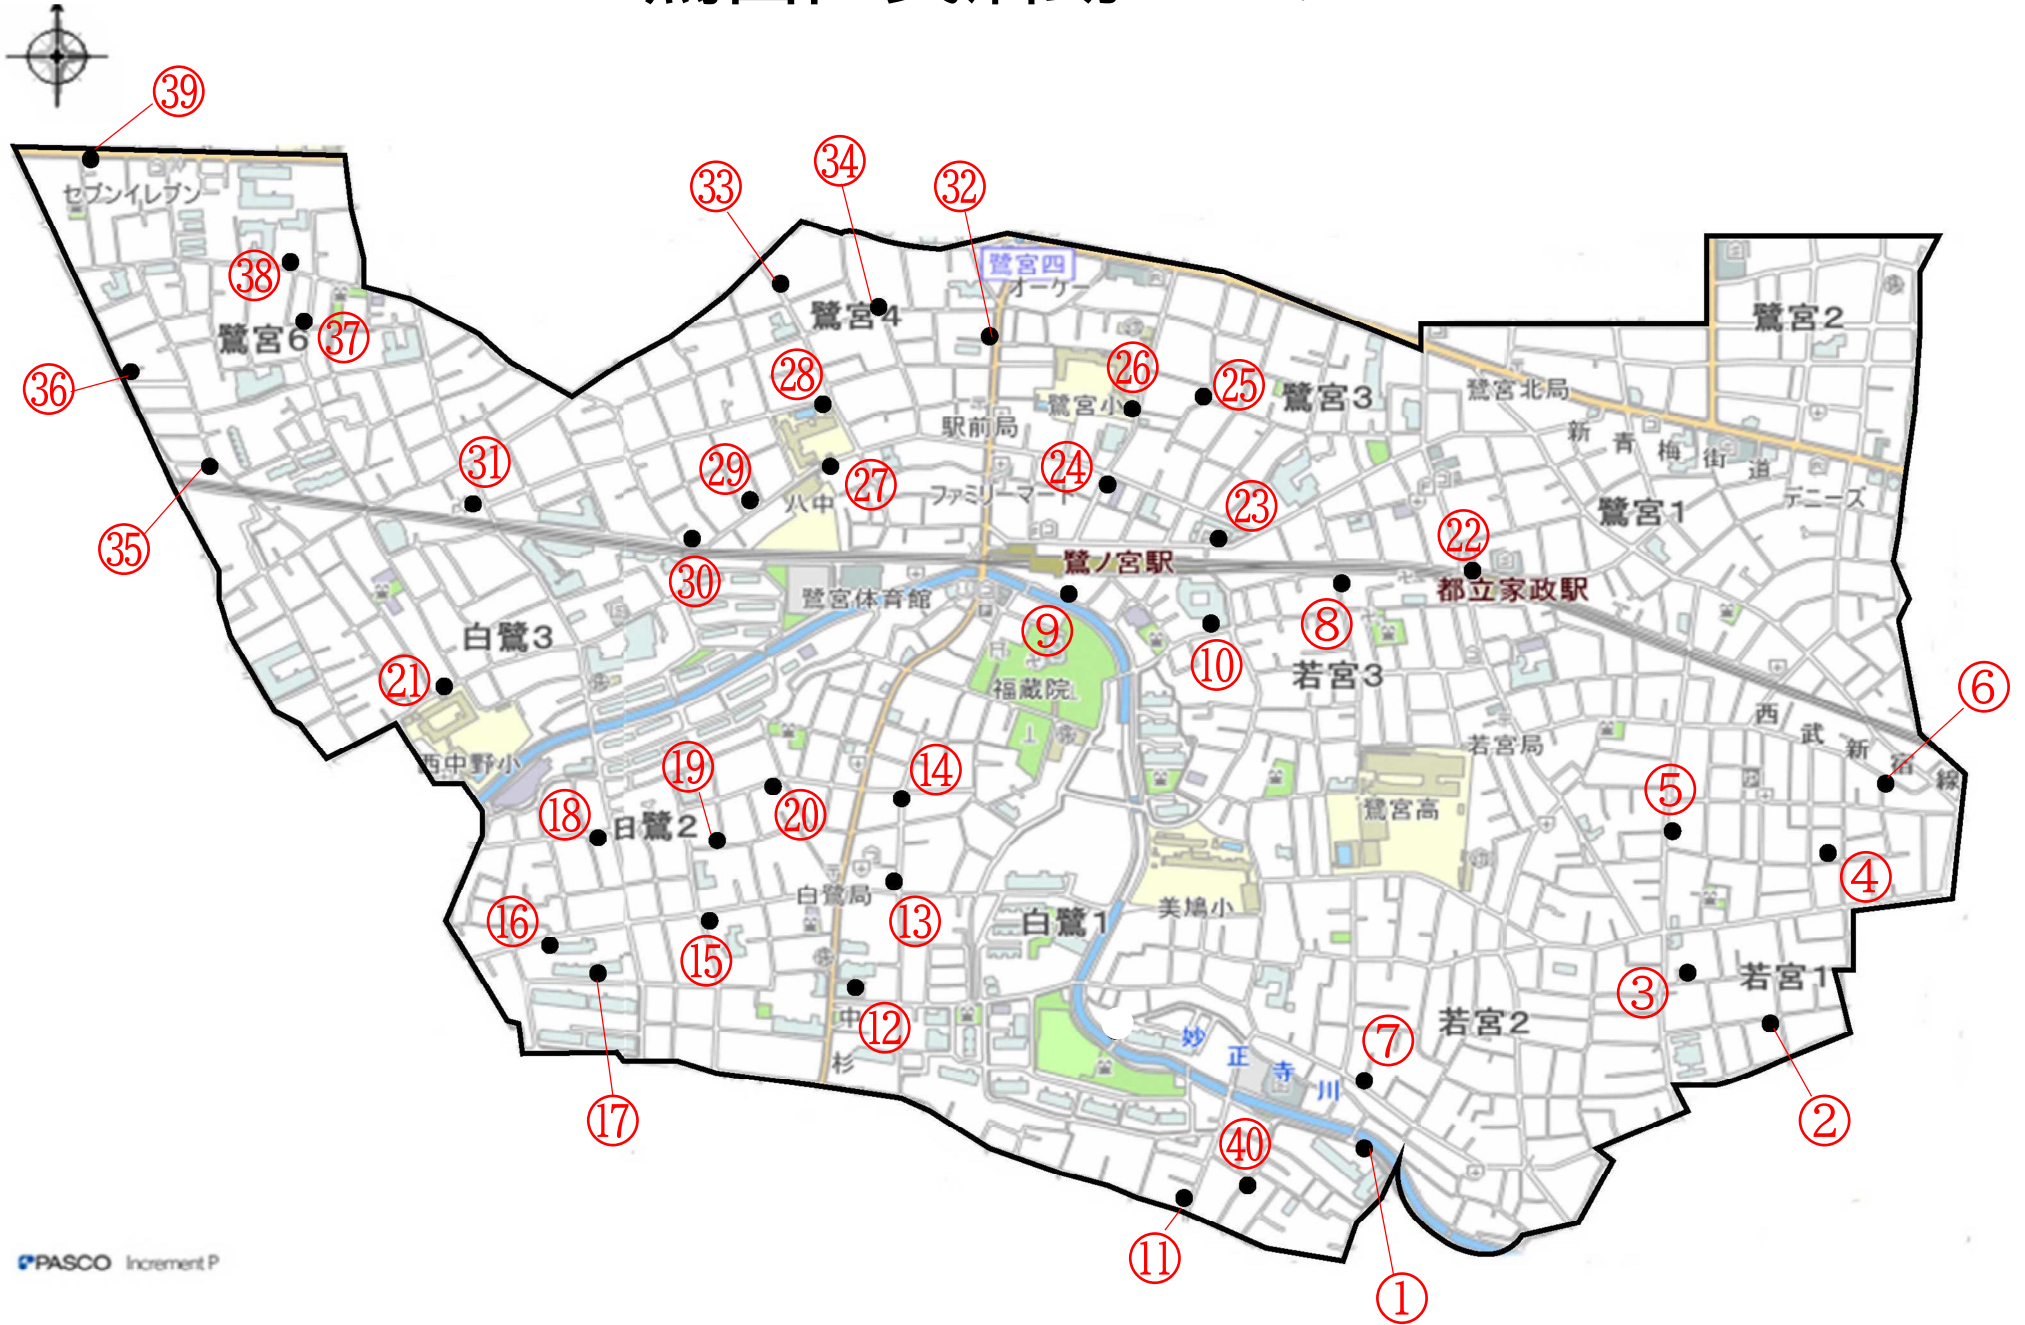 ㊴
㉞
㉝
㉜
セブンイレブン
鷺宮四
㊳
オーケー
鷺宮4
鷺宮2
鷺宮6
㊲
㊱
㉘
㉖
㉕
鷺宮3
鷺宮北局
鷺宮小
駅前局
新青梅街道
㉛
㉙
㉗
㉔
八中
ファミリーマート
デニーズ
鷺宮1
㉓
㉒
㉟
鷺ノ宮駅
㉚
鷺宮体育館
都立家政駅
白鷺3
⑨
⑧
⑩
若宮3
㉑
福蔵院
⑥
西武新宿線
若宮局
西中野小
⑲
⑭
⑤
⑱
白鷺2
⑳
鷺宮高
④
白鷺局
美鳩小
⑯
⑬
白鷺1
⑮
③
若宮1
中杉
⑫
若宮2
妙正寺川
⑦
⑰
②
㊵
⑪
PASCO Increment P
①